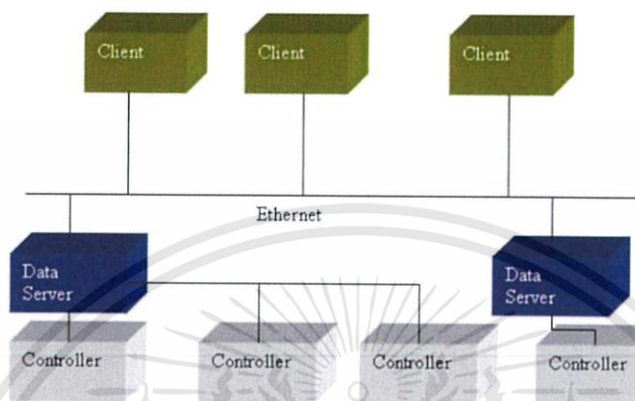 Client
Client
Client
Ethernet
Data
Server
Data
Server
Controller
Controller
Controller
Controller